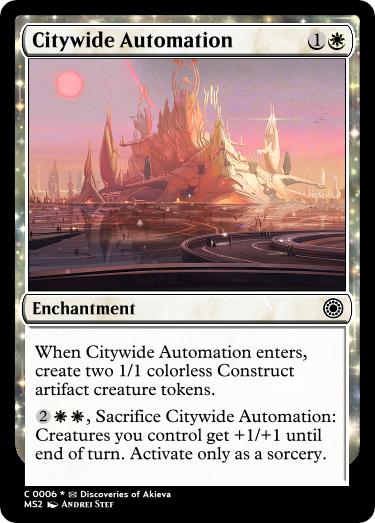 Citywide Automation 1
Enchantment
When Citywide Automation enters,
create two 1/1 colorless Construct
artifact creature tokens.
2, Sacrifice Citywide Automation:
Creatures you control get +1/+1 until
end of turn. Activate only as a sorcery.
C 0006 * Discoveries of Akieva
MS2 Andrei Stef